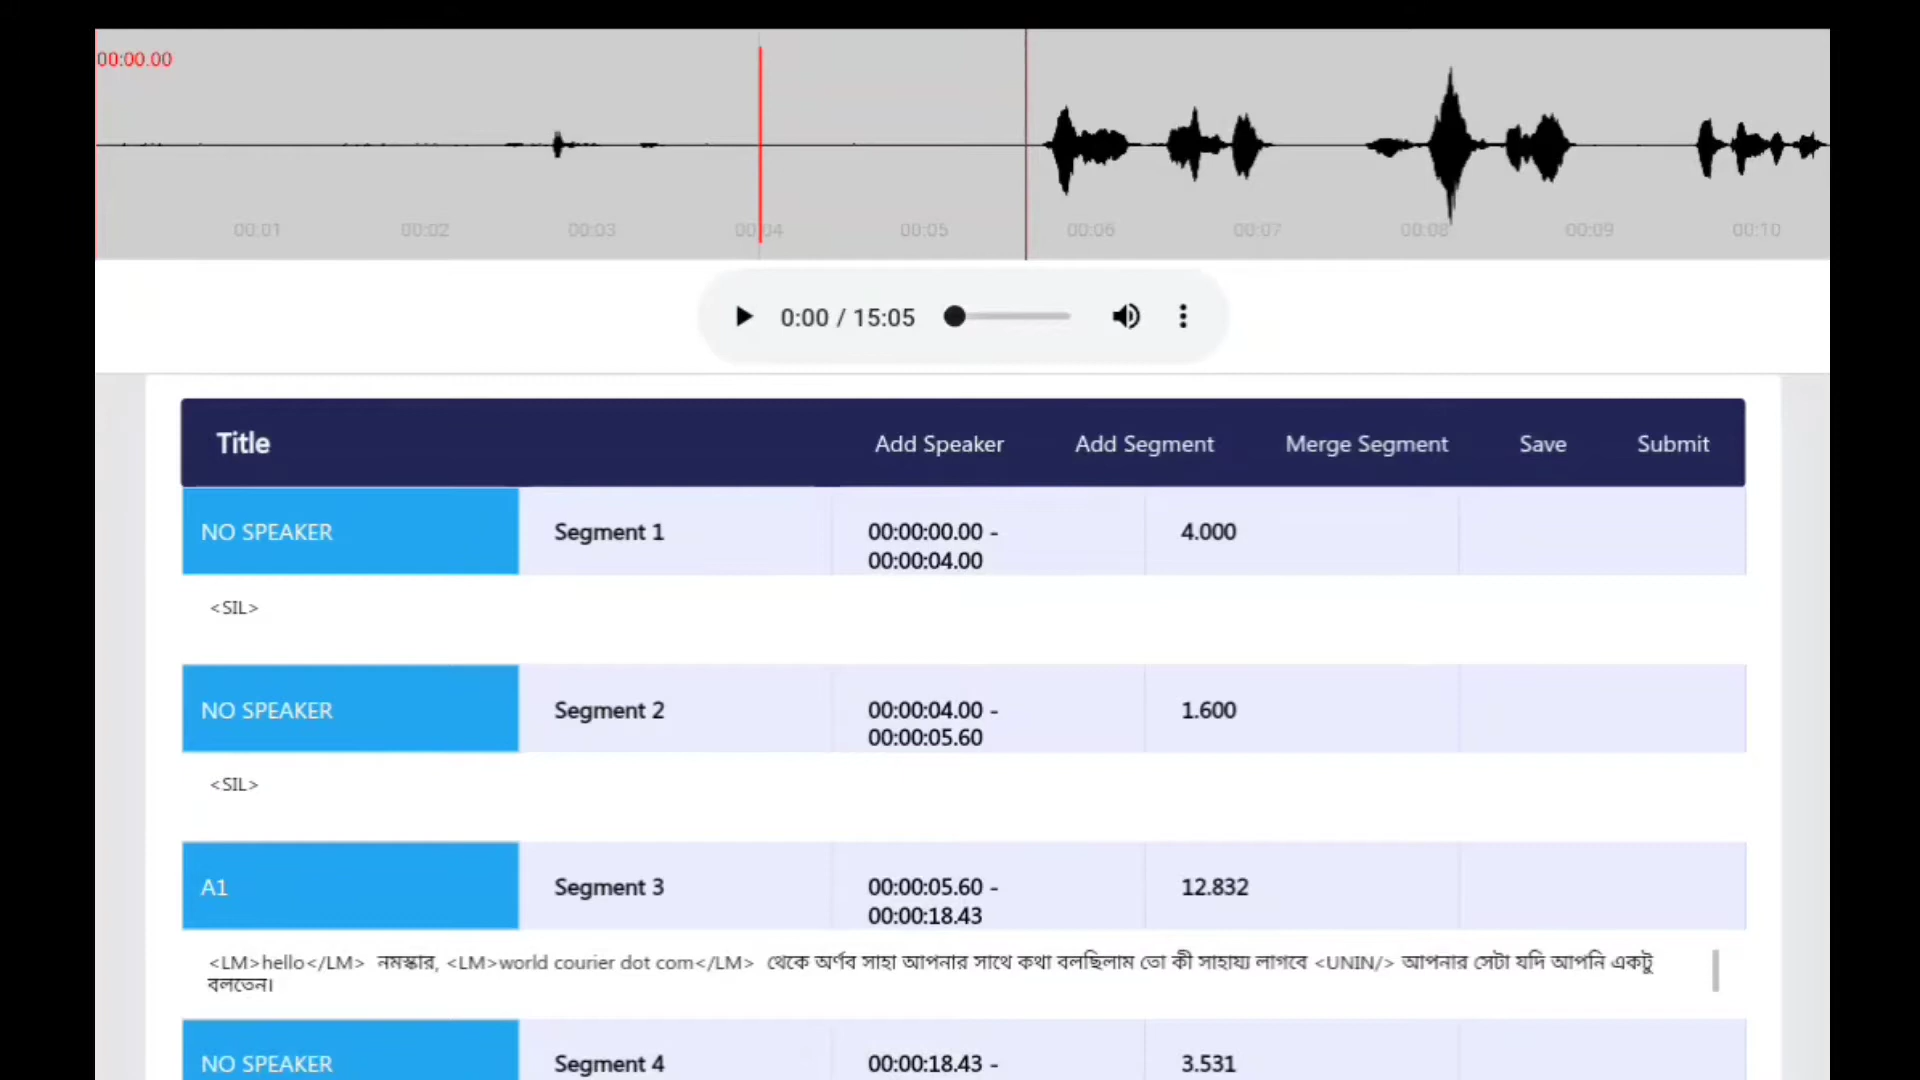 00:00.00
00:01 00:02 00:03 00:04 00:05 00:06 00:07 00:08 00:09 00:10
0:00 / 15:05
Title Add Speaker Add Segment Merge Segment Save Submit
NO SPEAKER Segment 1 00:00:00.00 - 4.000
00:00:04.00
<SIL>
NO SPEAKER Segment 2 00:00:04.00 - 1.600
00:00:05.60
<SIL>
A1 Segment 3 00:00:05.60 - 12.832
00:00:18.43
<LM>hello</LM> নমস্কার, <LM>world courier dot com</LM> থেকে অর্ণব সাহা আপনার সাথে কথা বলছিলাম তো কী সাহায্য লাগবে <UNIN/> আপনার সেটা যদি আপনি একটু
বলতেন।
NO SPEAKER Segment 4 00:00:18.43 - 3.531